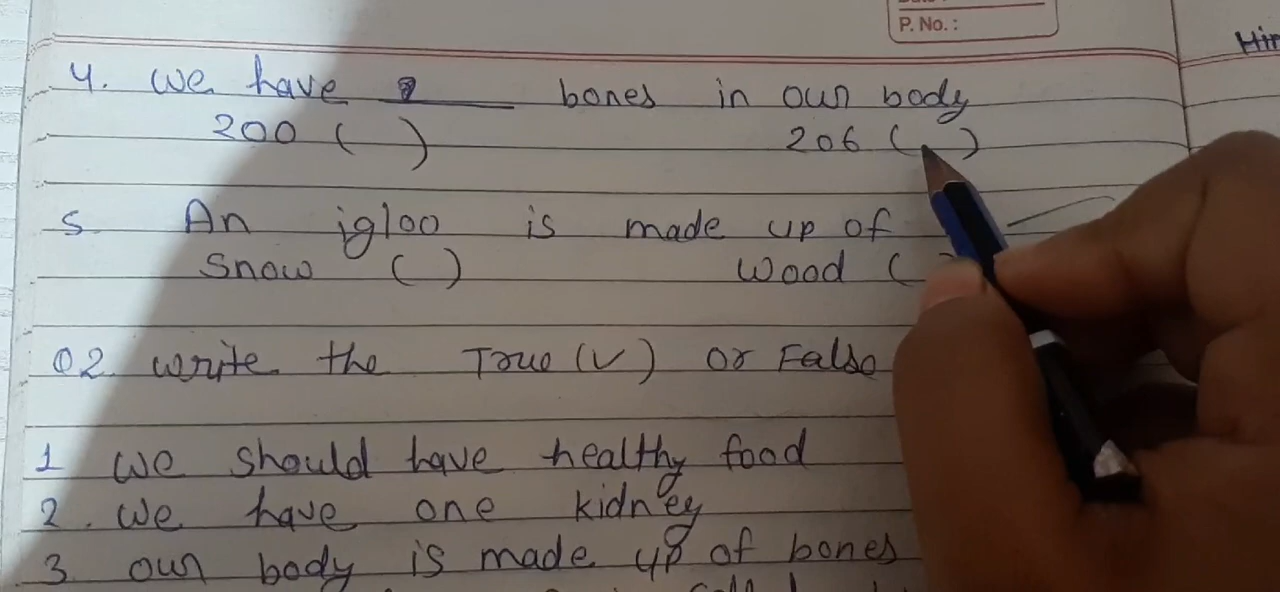 P. No. :
4. We have ___ bones in our body
200 ( ) 206 ( )
5 An igloo is made up of
Snow ( ) Wood (
Q2. Write the True (✓) or False
1 We should have healthy food
2. We have one kidney
3 our body is made up of bones